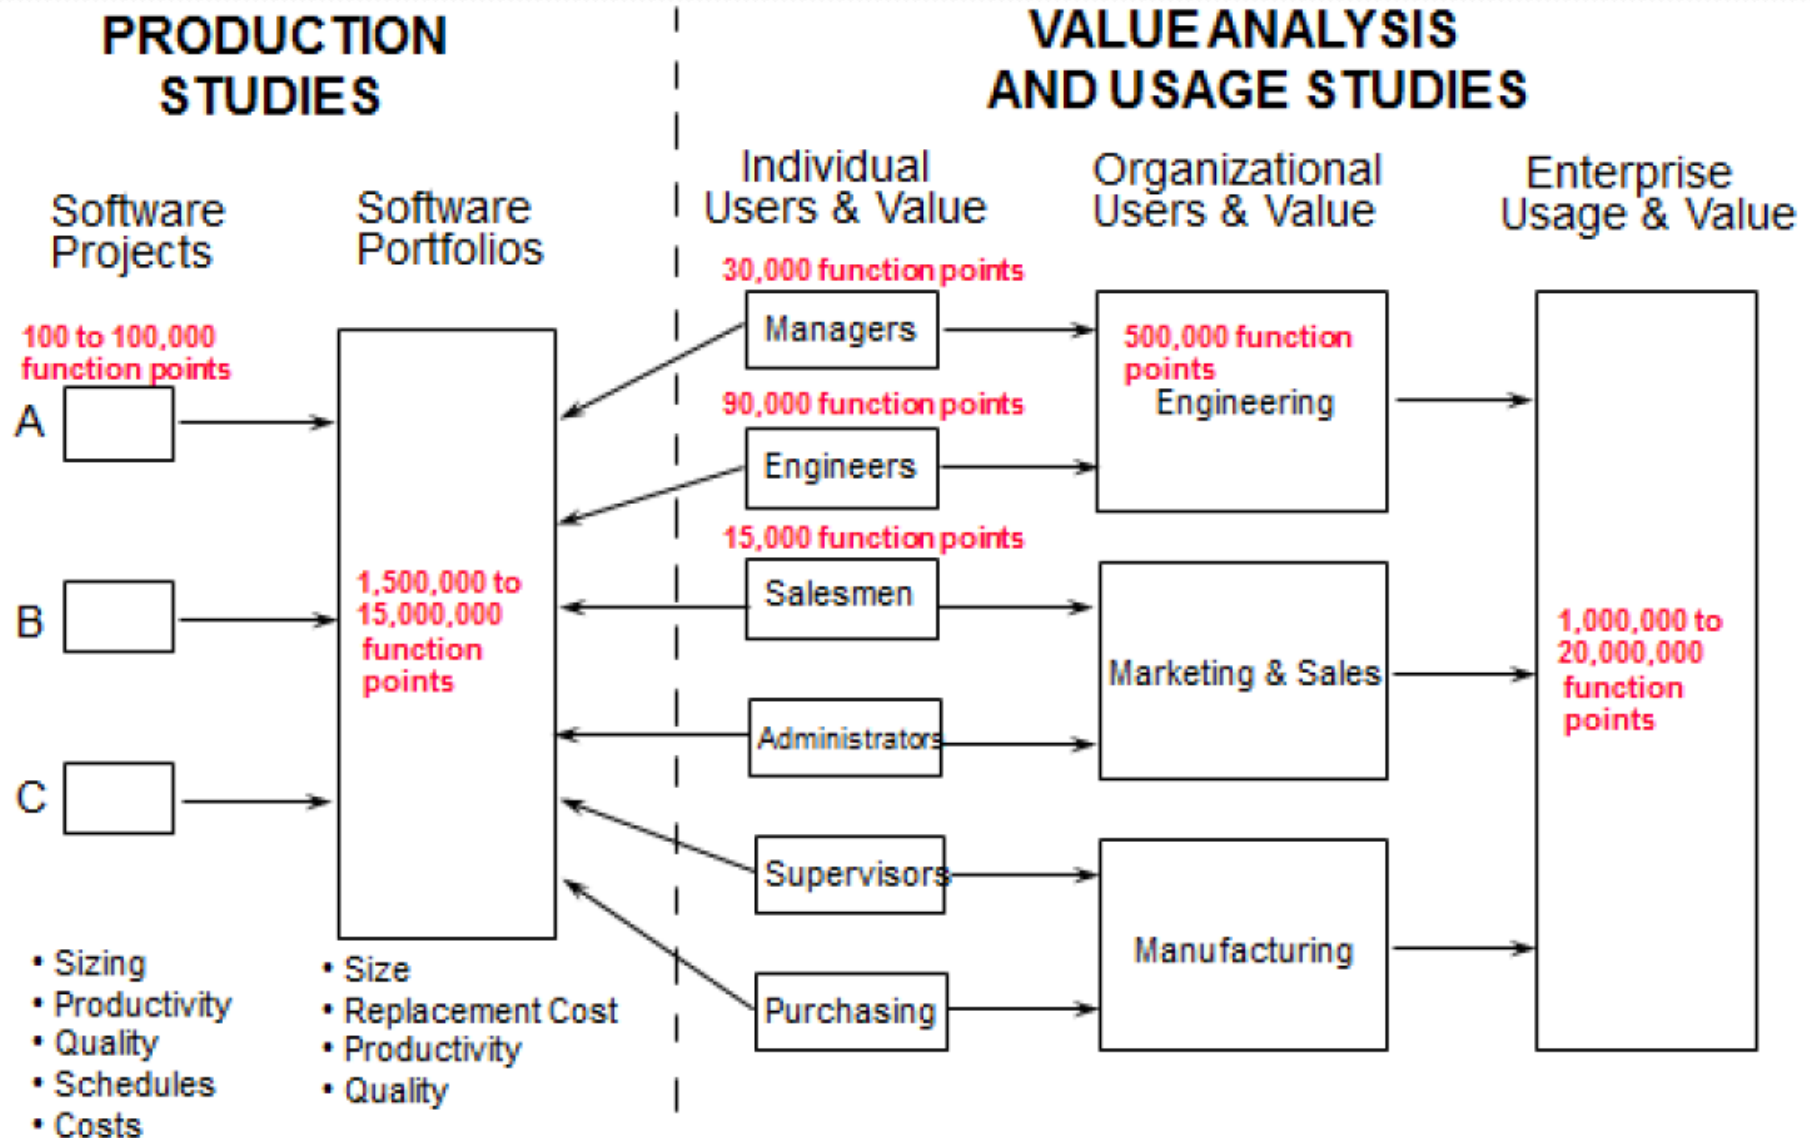 PRODUCTION
STUDIES
VALUE ANALYSIS
AND USAGE STUDIES
Software
Projects
Software
Portfolios
Individual
Users & Value
Organizational
Users & Value
Enterprise
Usage & Value
100 to 100,000
function points
A
B
C
1,500,000 to
15,000,000
function
points
30,000 function points
Managers
90,000 function points
Engineers
15,000 function points
Salesmen
Administrators
Supervisors
Purchasing
500,000 function
points
Engineering
Marketing & Sales
Manufacturing
1,000,000 to
20,000,000
function
points
• Sizing
• Productivity
• Quality
• Schedules
• Costs
• Size
• Replacement Cost
• Productivity
• Quality